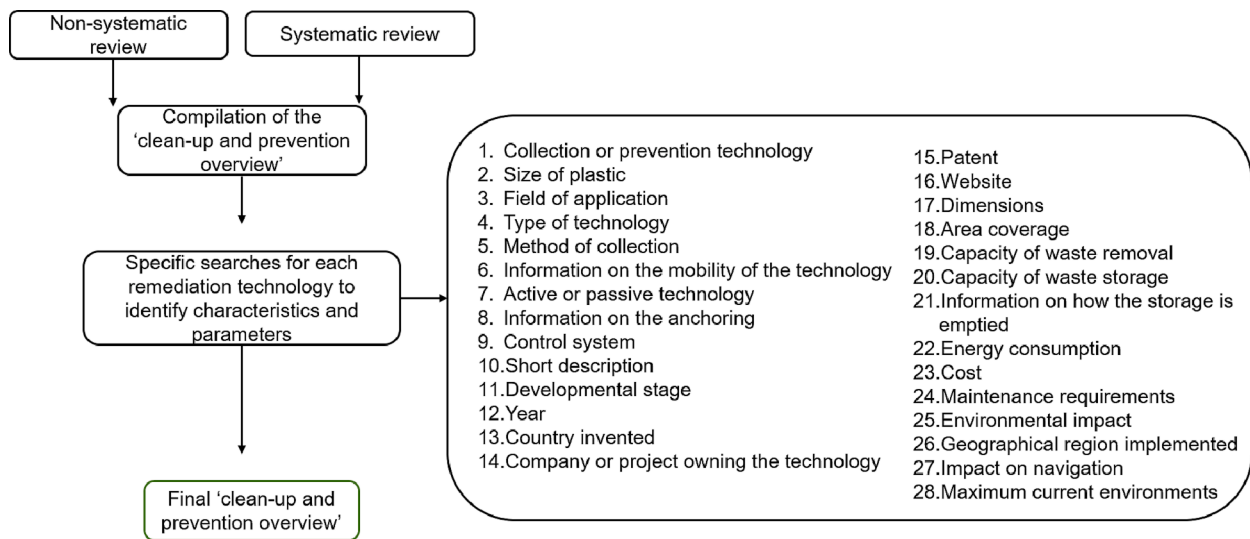 Non-systematic
review
Systematic review
Compilation of the
‘clean-up and prevention
overview’
Specific searches for each
remediation technology to
identify characteristics and
parameters
Final ‘clean-up and
prevention overview’
1. Collection or prevention technology
2. Size of plastic
3. Field of application
4. Type of technology
5. Method of collection
6. Information on the mobility of the technology
7. Active or passive technology
8. Information on the anchoring
9. Control system
10.Short description
11.Developmental stage
12.Year
13.Country invented
14.Company or project owning the technology
15.Patent
16.Website
17.Dimensions
18.Area coverage
19.Capacity of waste removal
20.Capacity of waste storage
21.Information on how the storage is
emptied
22.Energy consumption
23.Cost
24.Maintenance requirements
25.Environmental impact
26.Geographical region implemented
27.Impact on navigation
28.Maximum current environments